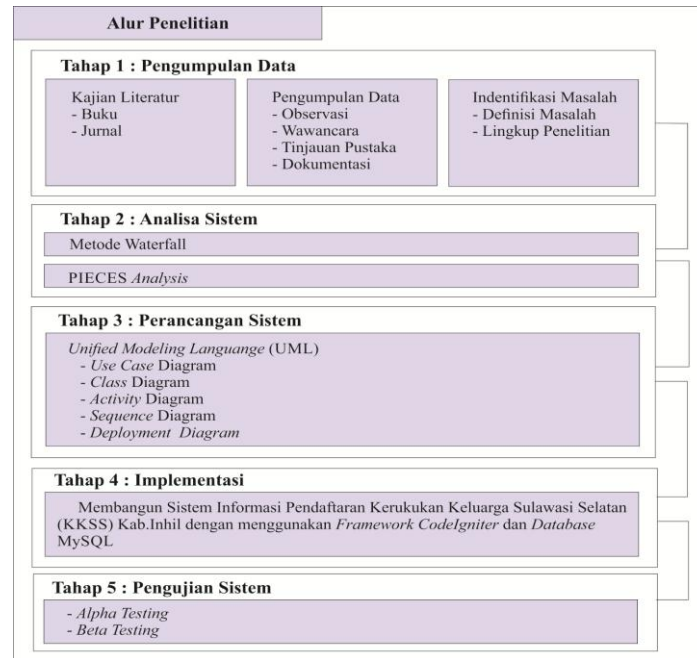 Alur Penelitian
Tahap 1 : Pengumpulan Data
Kajian Literatur
- Buku
- Jurnal
Pengumpulan Data
- Observasi
- Wawancara
- Tinjauan Pustaka
- Dokumentasi
Indentifikasi Masalah
- Definisi Masalah
- Lingkup Penelitian
Tahap 2 : Analisa Sistem
Metode Waterfall
PIECES Analysis
Tahap 3 : Perancangan Sistem
Unified Modeling Languange (UML)
- Use Case Diagram
- Class Diagram
- Activity Diagram
- Sequence Diagram
- Deployment Diagram
Tahap 4 : Implementasi
Membangun Sistem Informasi Pendaftaran Kerukukan Keluarga Sulawasi Selatan
(KKSS) Kab.Inhil dengan menggunakan Framework CodeIgniter dan Database
MySQL
Tahap 5 : Pengujian Sistem
- Alpha Testing
- Beta Testing